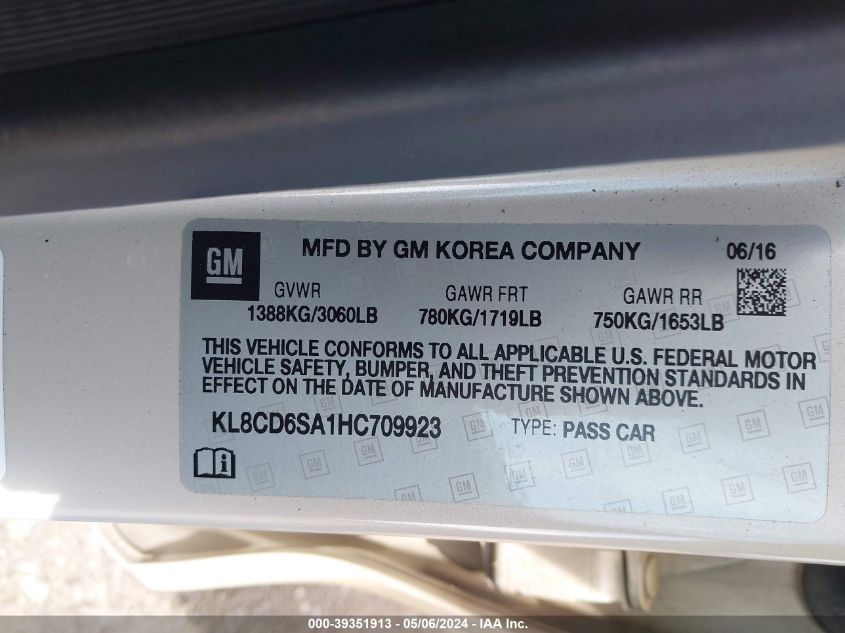 GM
MFD BY GM KOREA COMPANY 06/16
GVWR GAWR FRT GAWR RR
1388KG/3060LB 780KG/1719LB 750KG/1653LB
THIS VEHICLE CONFORMS TO ALL APPLICABLE U.S. FEDERAL MOTOR
VEHICLE SAFETY, BUMPER, AND THEFT PREVENTION STANDARDS IN
EFFECT ON THE DATE OF MANUFACTURE SHOWN ABOVE.
KL8CD6SA1HC709923 TYPE: PASS CAR
000-39351913 - 05/06/2024 - IAA Inc.